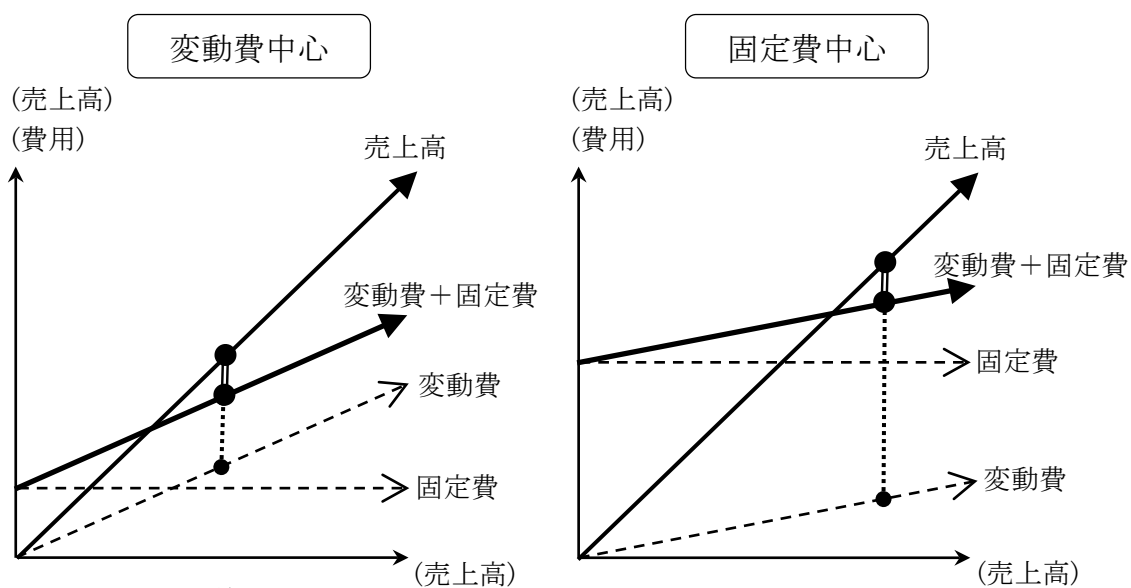 変動費中心
(売上高)
(費用)
売上高
変動費＋固定費
変動費
固定費
(売上高)
固定費中心
(売上高)
(費用)
売上高
変動費＋固定費
固定費
変動費
(売上高)